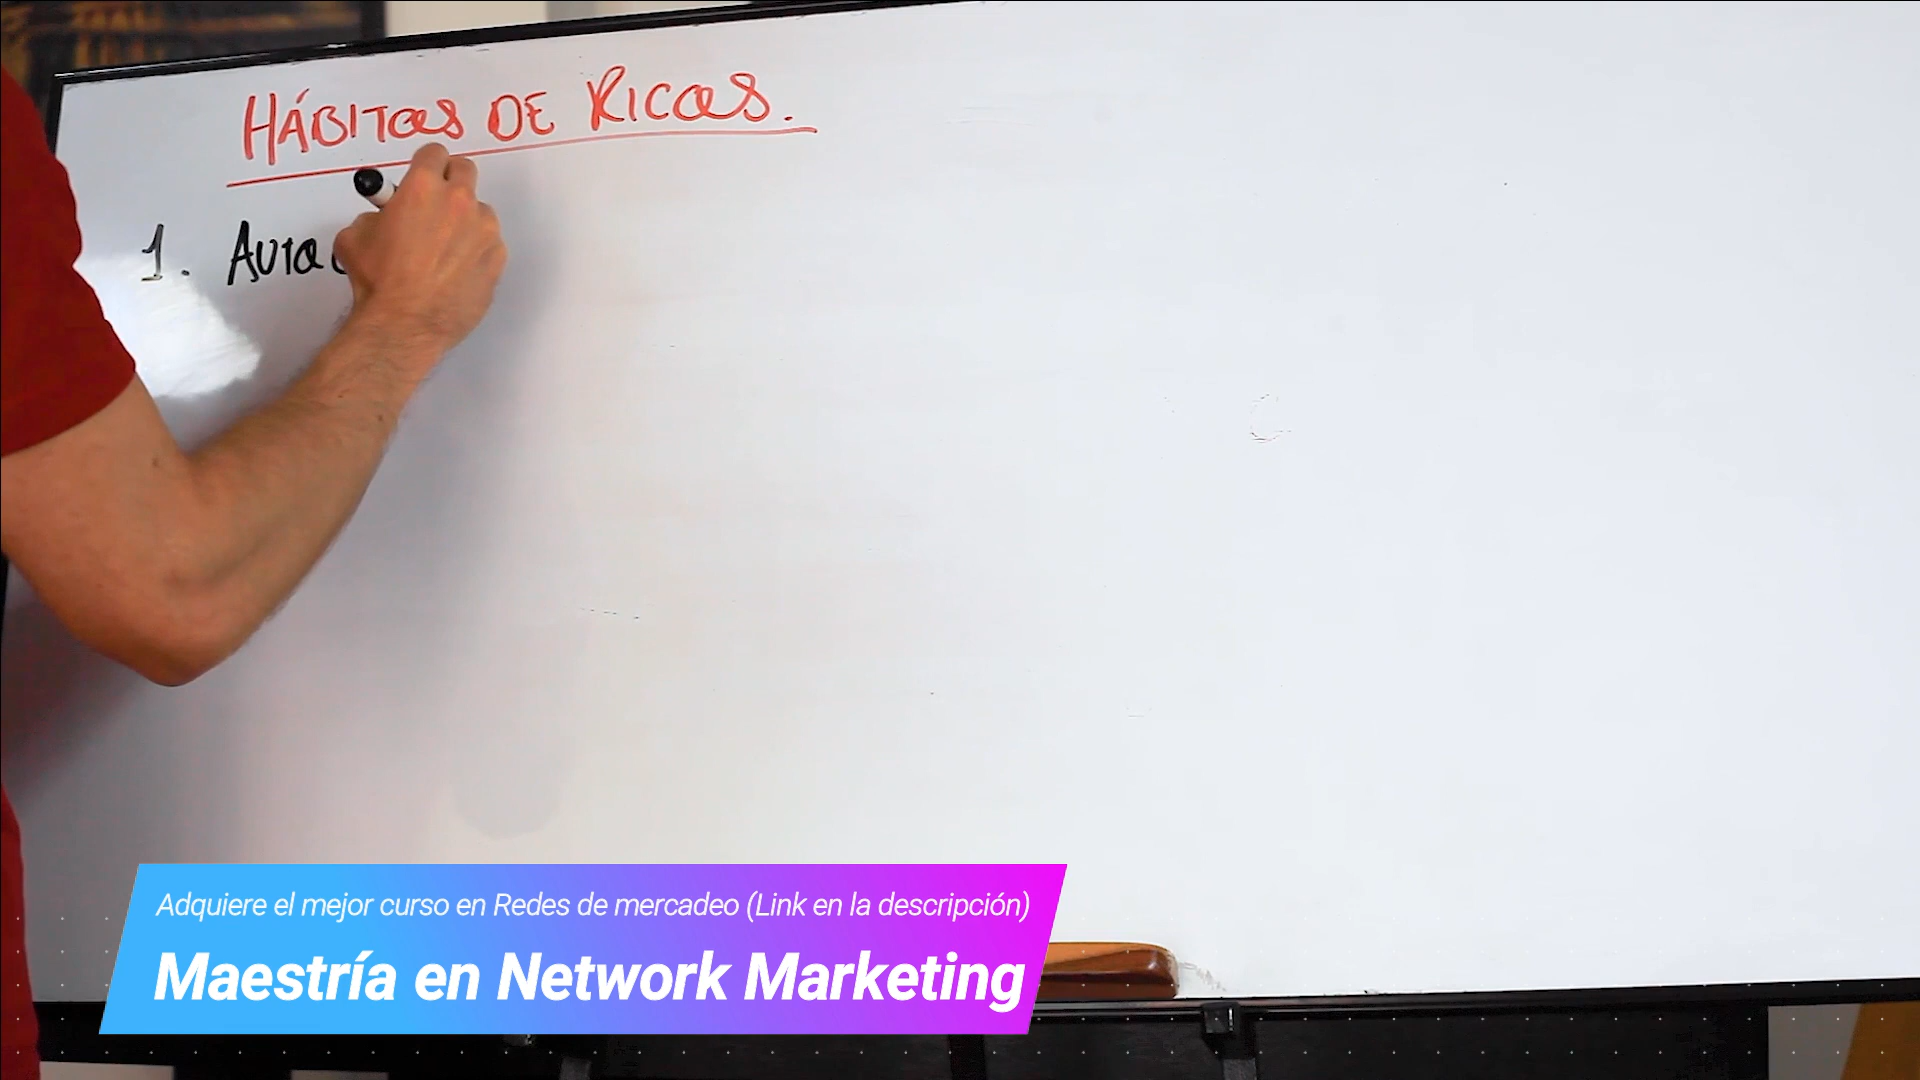 HÁBITOS DE RICOS.
1. Auto
Adquiere el mejor curso en Redes de mercadeo (Link en la descripción)
Maestría en Network Marketing